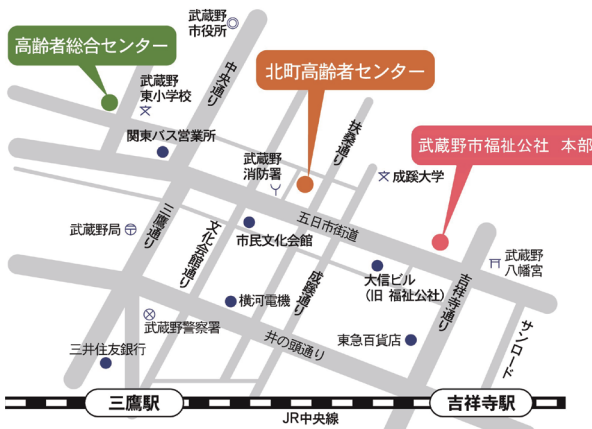 武蔵野
市役所
高齢者総合センター
中央通り
北町高齢者センター
武蔵野
東小学校
扶桑通り
関東バス営業所
武蔵野
消防署
武蔵野市福祉公社 本部
成蹊大学
五日市街道
三鷹通り
武蔵野局
文化会館通り
市民文化会館
成蹊通り
大信ビル
(旧 福祉公社)
吉祥寺通り
武蔵野
八幡宮
横河電機
武蔵野警察署
井の頭通り
東急百貨店
サンロード
三井住友銀行
三鷹駅
吉祥寺駅
JR中央線